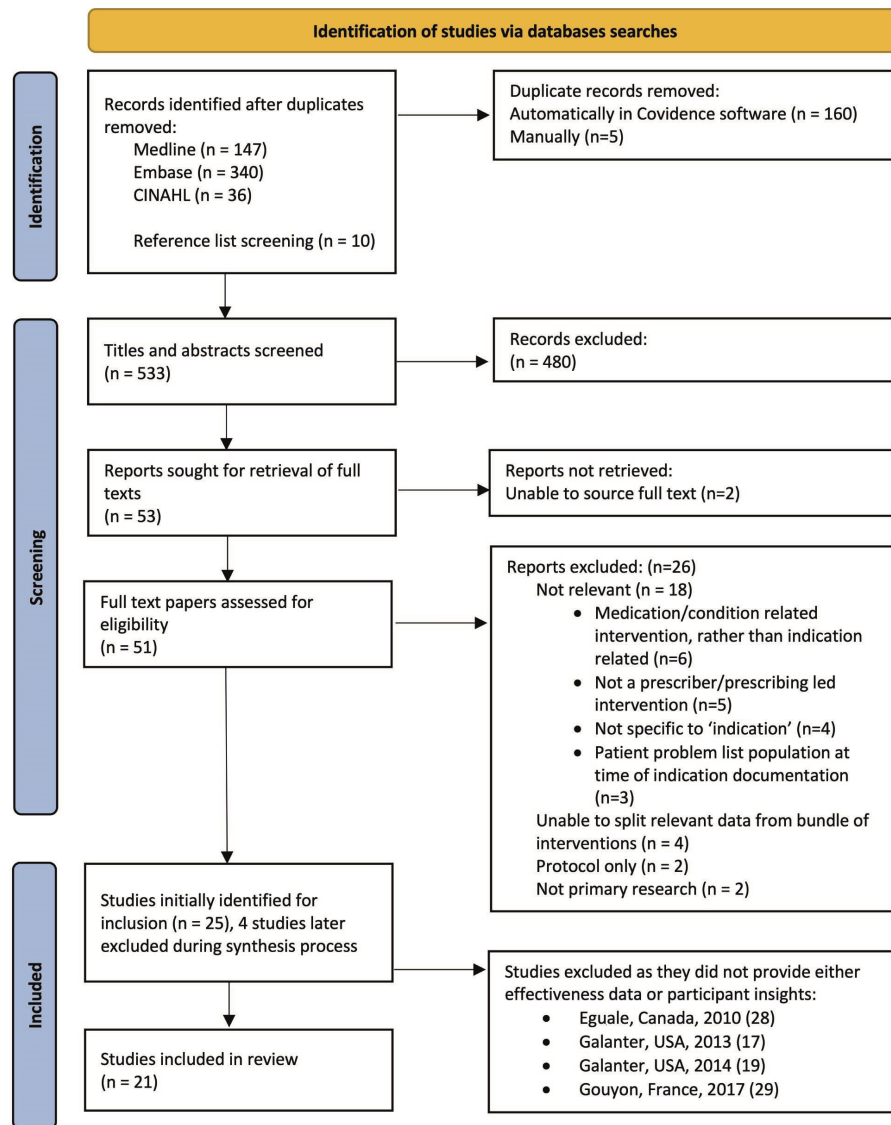 Identification of studies via databases searches
Identification
Records identified after duplicates
removed:
Medline (n = 147)
Embase (n = 340)
CINAHL (n = 36)
Reference list screening (n = 10)
Duplicate records removed:
Automatically in Covidence software (n = 160)
Manually (n=5)
Screening
Titles and abstracts screened
(n = 533)
Records excluded:
(n = 480)
Reports sought for retrieval of full
texts
(n = 53)
Reports not retrieved:
Unable to source full text (n=2)
Full text papers assessed for
eligibility
(n = 51)
Reports excluded: (n=26)
Not relevant (n = 18)
• Medication/condition related
intervention, rather than indication
related (n=6)
• Not a prescriber/prescribing led
intervention (n=5)
• Not specific to ‘indication’ (n=4)
• Patient problem list population at
time of indication documentation
(n=3)
Unable to split relevant data from bundle of
interventions (n = 4)
Protocol only (n = 2)
Not primary research (n = 2)
Included
Studies initially identified for
inclusion (n = 25), 4 studies later
excluded during synthesis process
Studies excluded as they did not provide either
effectiveness data or participant insights:
• Eguale, Canada, 2010 (28)
• Galanter, USA, 2013 (17)
• Galanter, USA, 2014 (19)
• Gouyon, France, 2017 (29)
Studies included in review
(n = 21)